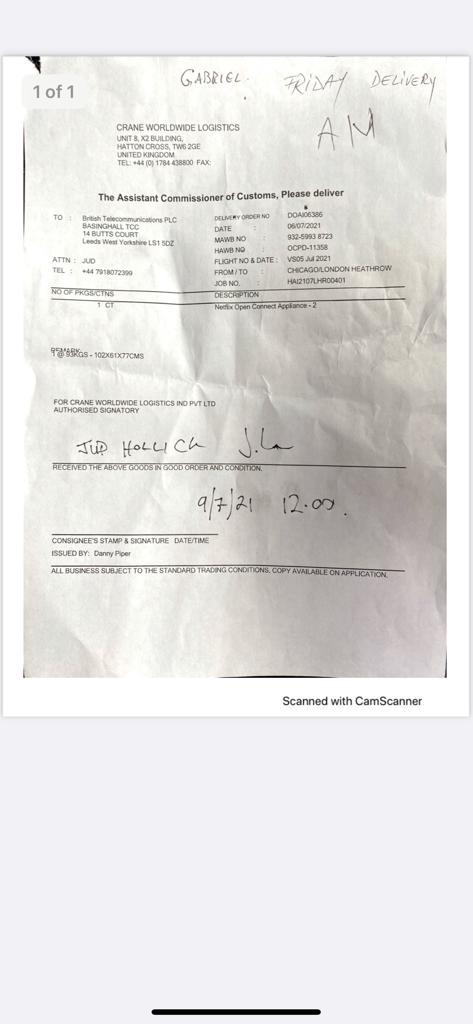 1 of 1
GABRIEL. FRIDAY DELIVERY
AM
CRANE WORLDWIDE LOGISTICS
UNIT 8, X2 BUILDING,
HATTON CROSS, TW6 2GE
UNITED KINGDOM
TEL: +44 (0) 1784 438800 FAX:
The Assistant Commissioner of Customs, Please deliver
TO : British Telecommunications PLC
BASINGHALL TCC
14 BUTTS COURT
Leeds West Yorkshire LS1 5DZ
ATTN : JUD
TEL : +44 7918072399
DELIVERY ORDER NO DOAI06386
DATE : 06/07/2021
MAWB NO : 932-5993 8723
HAWB NO : OCPD-11358
FLIGHT NO & DATE : VS05 Jul 2021
FROM / TO : CHICAGO/LONDON HEATHROW
JOB NO. : HAI2107LHR00401
NO OF PKGS/CTNS DESCRIPTION
1 CT Netflix Open Connect Appliance - 2
REMARK:
1 @ 93KGS - 102X61X77CMS
FOR CRANE WORLDWIDE LOGISTICS IND PVT LTD
AUTHORISED SIGNATORY
JUD HOLLICH
RECEIVED THE ABOVE GOODS IN GOOD ORDER AND CONDITION.
9/7/21 12.00.
CONSIGNEE'S STAMP & SIGNATURE DATE/TIME
ISSUED BY: Danny Piper
ALL BUSINESS SUBJECT TO THE STANDARD TRADING CONDITIONS, COPY AVAILABLE ON APPLICATION.
Scanned with CamScanner